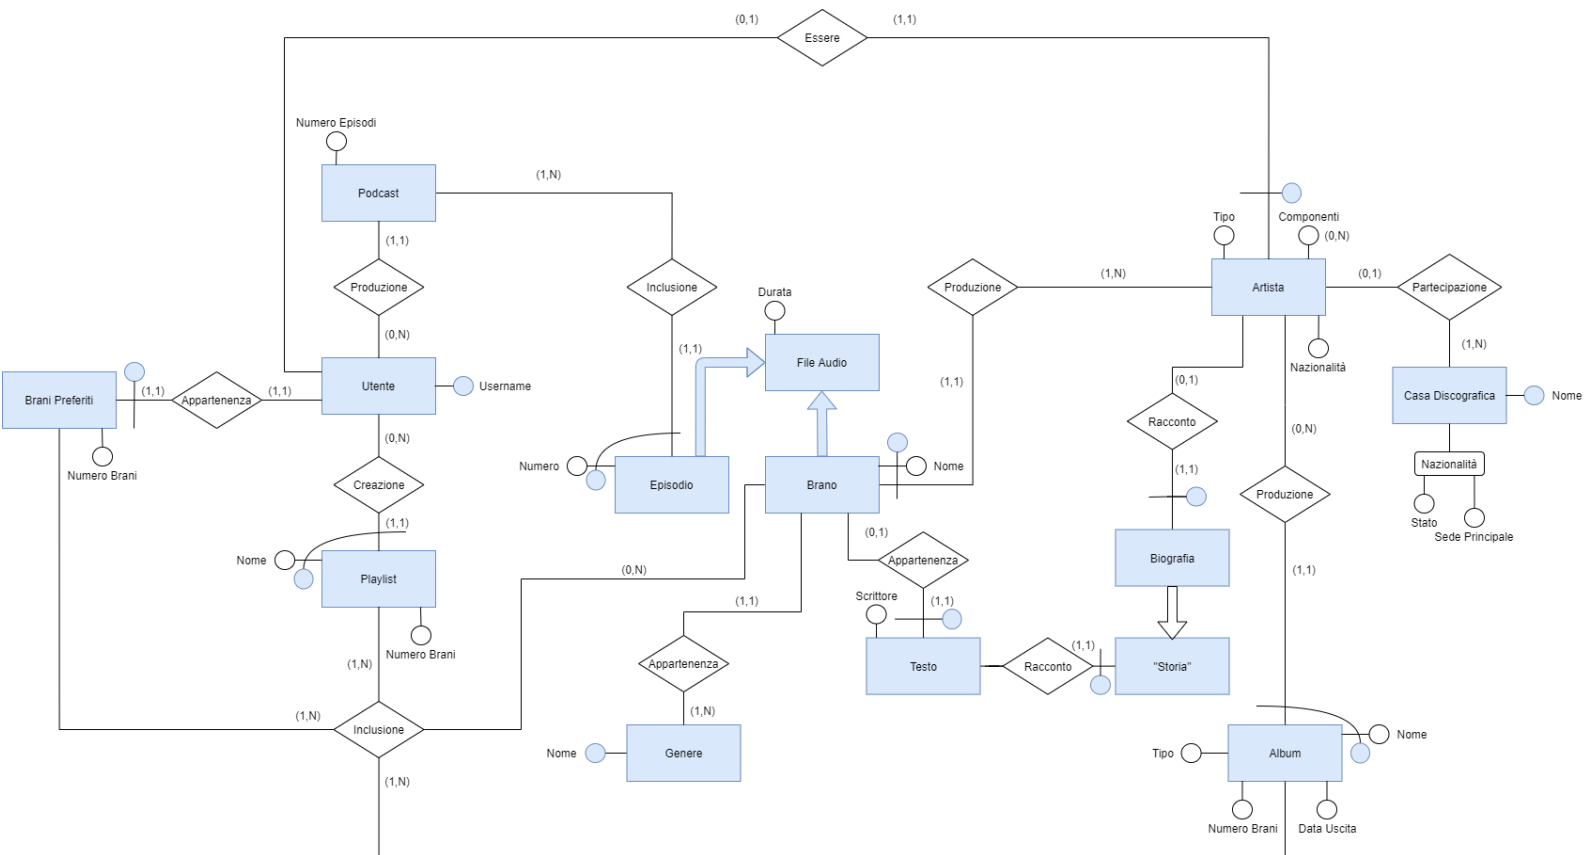 (0,1)
Essere
(1,1)
Numero Episodi
Podcast
(1,N)
(1,1)
Produzione
(0,N)
Inclusione
(1,1)
Durata
File Audio
Brani Preferiti
(1,1)
Appartenenza
(1,1)
Utente
Username
Numero Brani
(0,N)
Creazione
(1,1)
Nome
Playlist
Numero Brani
(1,N)
Numero
Episodio
Brano
Nome
Produzione
(1,N)
(1,1)
Tipo
Componenti
(0,N)
Artista
(0,1)
Partecipazione
Nazionalità
(1,N)
Casa Discografica
Nome
Nazionalità
Stato
Sede Principale
(0,1)
Racconto
(1,1)
Biografia
(0,N)
Produzione
(1,1)
(0,1)
Appartenenza
(1,1)
Scrittore
Testo
Racconto
(1,1)
"Storia"
(0,N)
(1,1)
Appartenenza
(1,N)
Nome
Genere
(1,N)
Inclusione
(1,N)
Tipo
Album
Nome
Numero Brani
Data Uscita